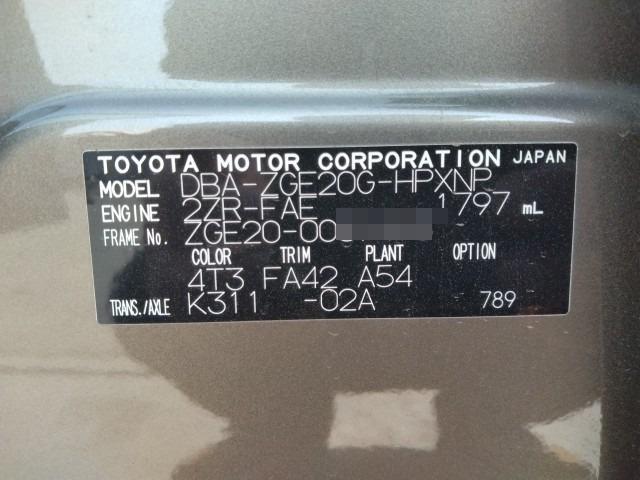 TOYOTA MOTOR CORPORATION JAPAN
MODEL DBA-ZGE20G-HPXNP
ENGINE 2ZR-FAE 1797 mL
FRAME No. ZGE20-00
COLOR TRIM PLANT OPTION
4T3 FA42 A54
TRANS./AXLE K311 -02A 789